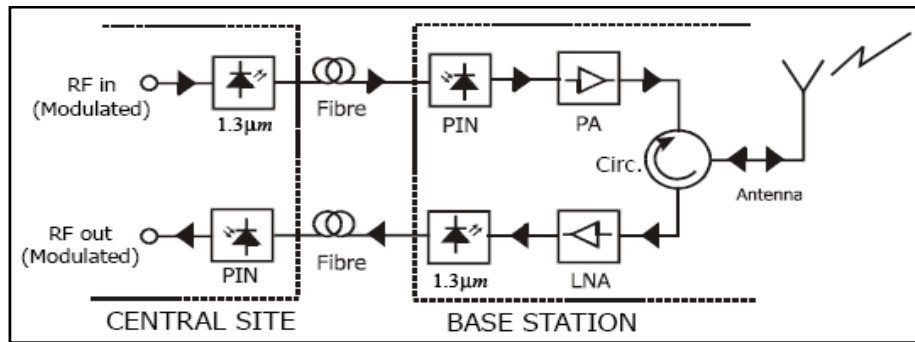 RF in
(Modulated)
1.3μm
Fibre
PIN
PA
Circ.
Antenna
RF out
(Modulated)
PIN
Fibre
1.3μm
LNA
CENTRAL SITE
BASE STATION